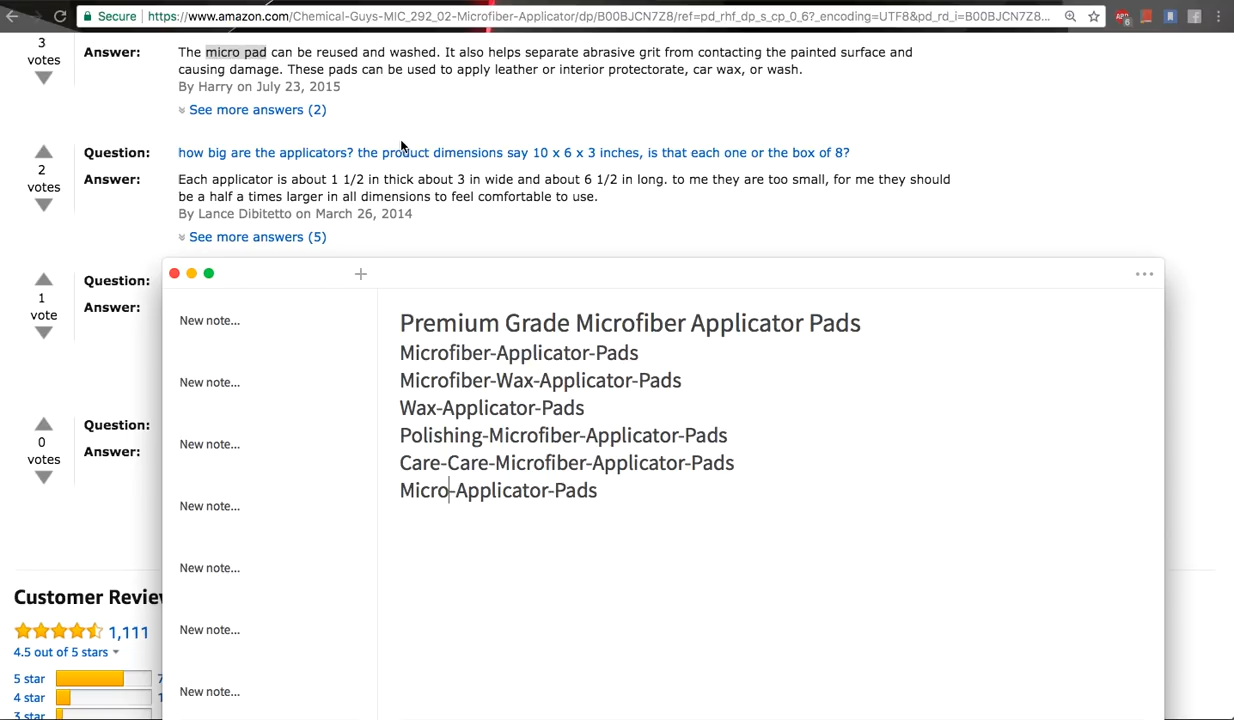 Secure https://www.amazon.com/Chemical-Guys-MIC_292_02-Microfiber-Applicator/dp/B00BJCN7Z8/ref=pd_rhf_dp_s_cp_0_6?_encoding=UTF8&pd_rd_i=B00BJCN7Z8...
6
3
votes
Answer: The micro pad can be reused and washed. It also helps separate abrasive grit from contacting the painted surface and
causing damage. These pads can be used to apply leather or interior protectorate, car wax, or wash.
By Harry on July 23, 2015
See more answers (2)
2
votes
Question: how big are the applicators? the product dimensions say 10 x 6 x 3 inches, is that each one or the box of 8?
Answer: Each applicator is about 1 1/2 in thick about 3 in wide and about 6 1/2 in long. to me they are too small, for me they should
be a half a times larger in all dimensions to feel comfortable to use.
By Lance Dibitetto on March 26, 2014
See more answers (5)
1
vote
Question:
Answer:
0
votes
Question:
Answer:
Customer Revie
1,111
4.5 out of 5 stars
5 star 7
4 star 1
3 star
New note...
New note...
New note...
New note...
New note...
New note...
New note...
Premium Grade Microfiber Applicator Pads
Microfiber-Applicator-Pads
Microfiber-Wax-Applicator-Pads
Wax-Applicator-Pads
Polishing-Microfiber-Applicator-Pads
Care-Care-Microfiber-Applicator-Pads
Micro-Applicator-Pads